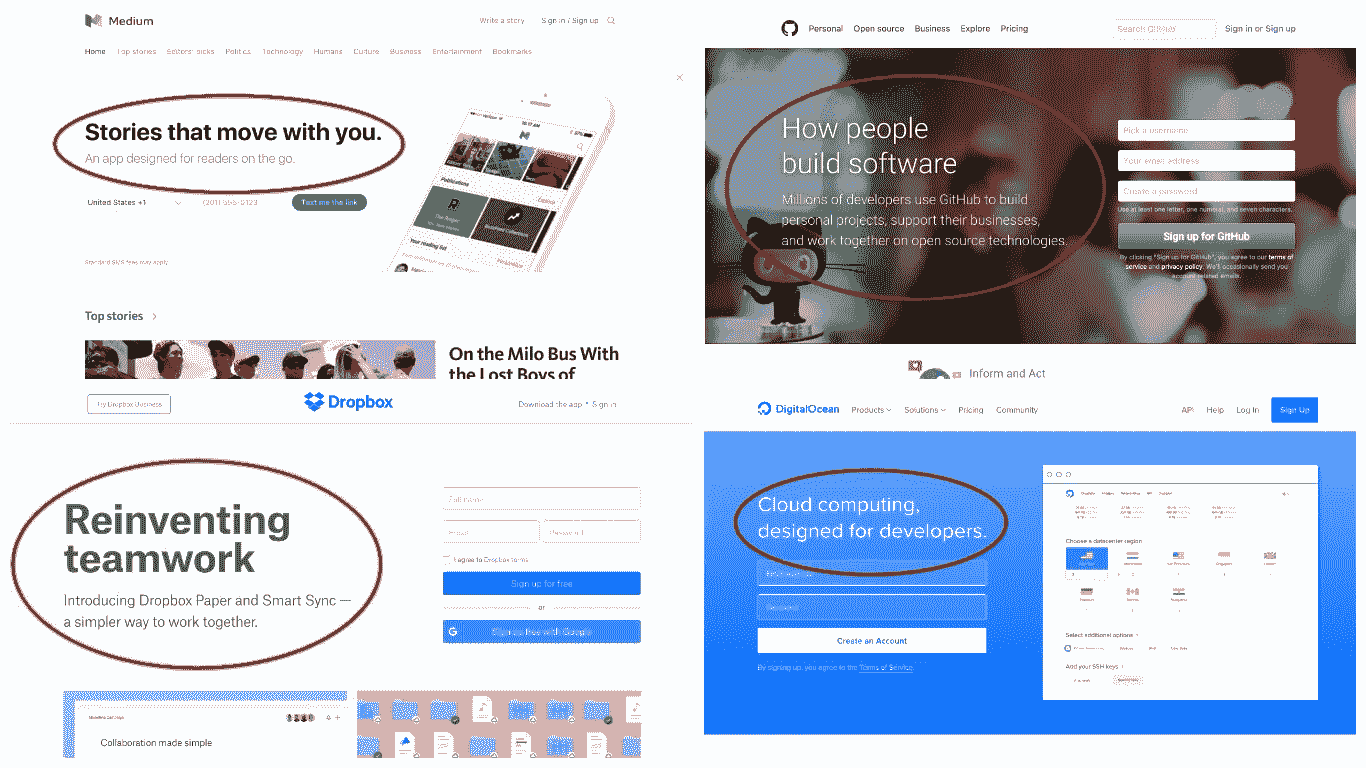 Medium
Write a story
Sign in / Sign up
Home Top stories Editors' picks Politics Technology Humans Culture Business Entertainment Bookmarks
Stories that move with you.
An app designed for readers on the go.
United States +1
Text me the link
Standard SMS fees may apply
Publications
Explore
Your reading list
Top stories
On the Milo Bus With
the Lost Boys of
Personal Open source Business Explore Pricing
Search GitHub
Sign in or Sign up
How people
build software
Millions of developers use GitHub to build
personal projects, support their businesses,
and work together on open source technologies.
Pick a username
Your email address
Create a password
Use at least one letter, one numeral, and seven characters.
Sign up for GitHub
By clicking "Sign up for GitHub", you agree to our terms of
service and privacy policy. We'll occasionally send you
account related emails.
Inform and Act
Try Dropbox Business
Dropbox
Download the app
Sign in
Reinventing
teamwork
Introducing Dropbox Paper and Smart Sync —
a simpler way to work together.
Full name
Email
Password
I agree to Dropbox terms
Sign up for free
or
Sign up free with Google
Collaboration made simple
DigitalOcean
Products Solutions Pricing Community
API Help Log In Sign Up
Cloud computing,
designed for developers.
Password
Create an Account
By signing up, you agree to the Terms of Service
Choose a datacenter region
Select additional options
Add your SSH keys